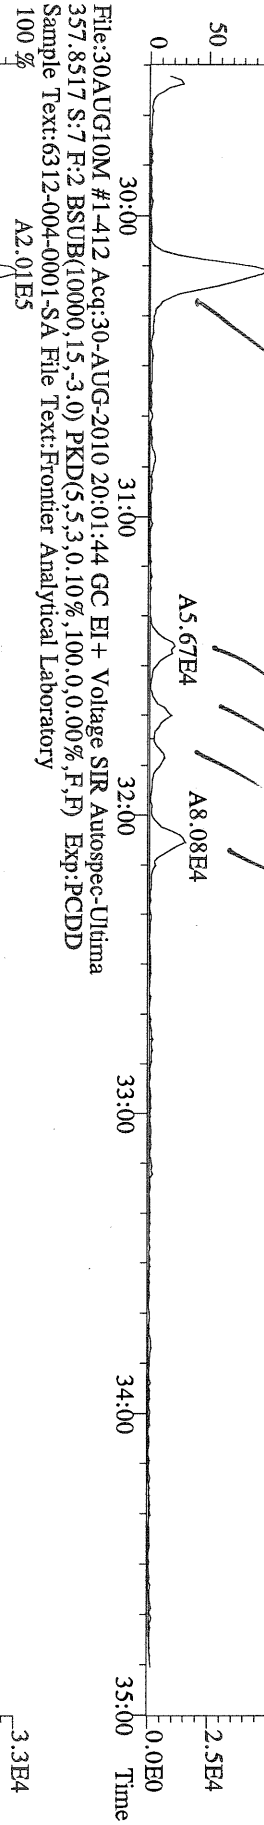 50
A5.67E4
A8.08E4
2.5E4
0
0.0E0
30:00
31:00
32:00
33:00
34:00
35:00
Time
File:30AUG10M #1-412 Acq:30-AUG-2010 20:01:44 GC EI+ Voltage SIR Autospec-Ultima
357.8517 S:7 F:2 BSUB(10000,15,-3.0) PKD(5,5,3,0.10%,100.0,0.00%,F,F) Exp:PCDD
Sample Text:6312-004-0001-SA File Text:Frontier Analytical Laboratory
100 %
A2.01E5
3.3E4